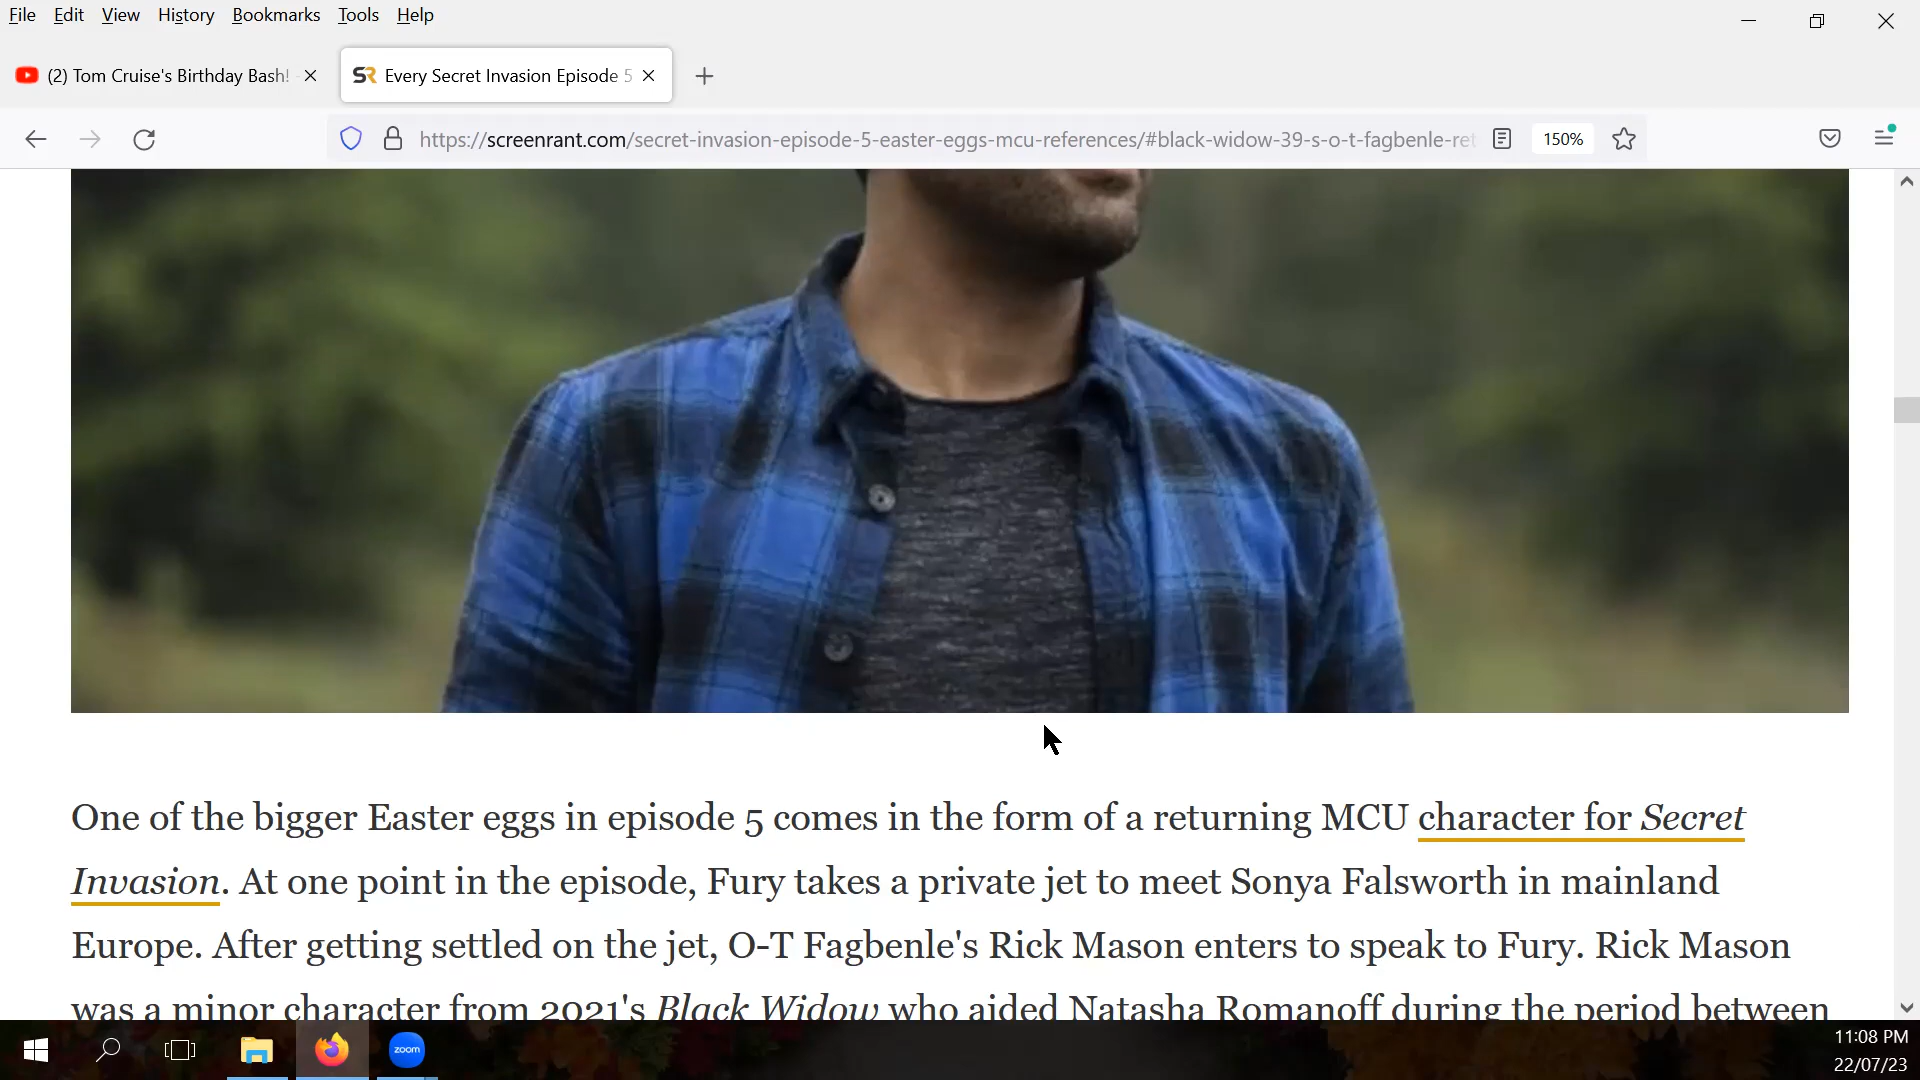 File Edit View History Bookmarks Tools Help
(2) Tom Cruise's Birthday Bash!
SR Every Secret Invasion Episode 5
https://screenrant.com/secret-invasion-episode-5-easter-eggs-mcu-references/#black-widow-39-s-o-t-fagbenle-ret
150%
One of the bigger Easter eggs in episode 5 comes in the form of a returning MCU character for Secret
Invasion. At one point in the episode, Fury takes a private jet to meet Sonya Falsworth in mainland
Europe. After getting settled on the jet, O-T Fagbenle's Rick Mason enters to speak to Fury. Rick Mason
was a minor character from 2021's Black Widow who aided Natasha Romanoff during the period between
zoom
11:08 PM
22/07/23